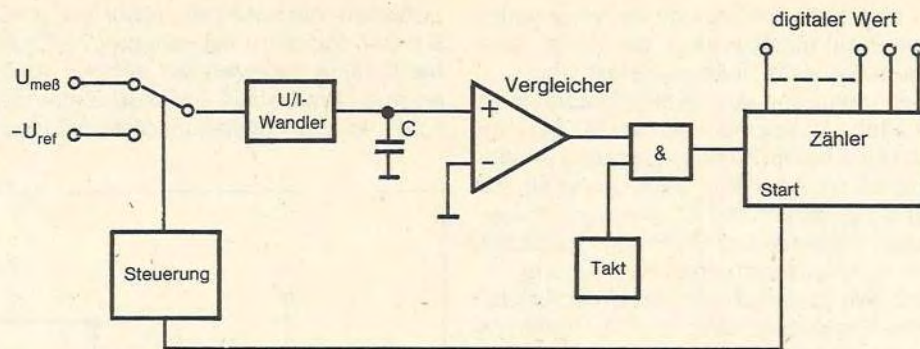 digitaler Wert
Umeß
-Uref
U/I-
Wandler
C
+
-
Vergleicher
&
Takt
Zähler
Start
Steuerung